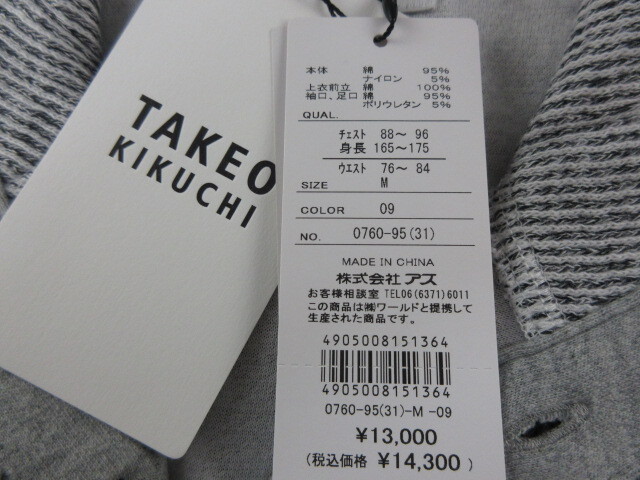 TAKEO
KIKUCHI
本体 綿 95%
ナイロン 5%
上衣前立 綿 100%
袖口、足口 綿 95%
ポリウレタン 5%
QUAL.
チェスト 88～ 96
身長 165～175
ウエスト 76～ 84
SIZE M
COLOR 09
NO. 0760-95(31)
MADE IN CHINA
株式会社 アズ
お客様相談室 TEL06(6371)6011
この商品は㈱ワールドと提携して
生産された商品です。
4905008151364
4905008151364
0760-95(31)-M -09
¥13,000
(税込価格 ¥14,300 )